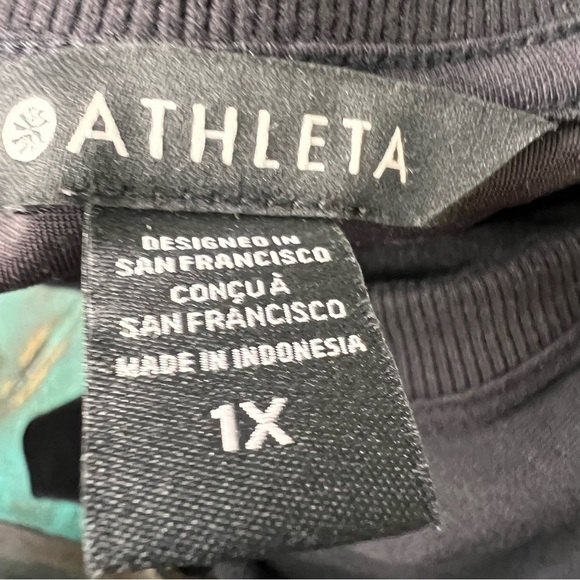 ATHLETA
DESIGNED IN
SAN FRANCISCO
CONÇU À
SAN FRANCISCO
MADE IN INDONESIA
1X